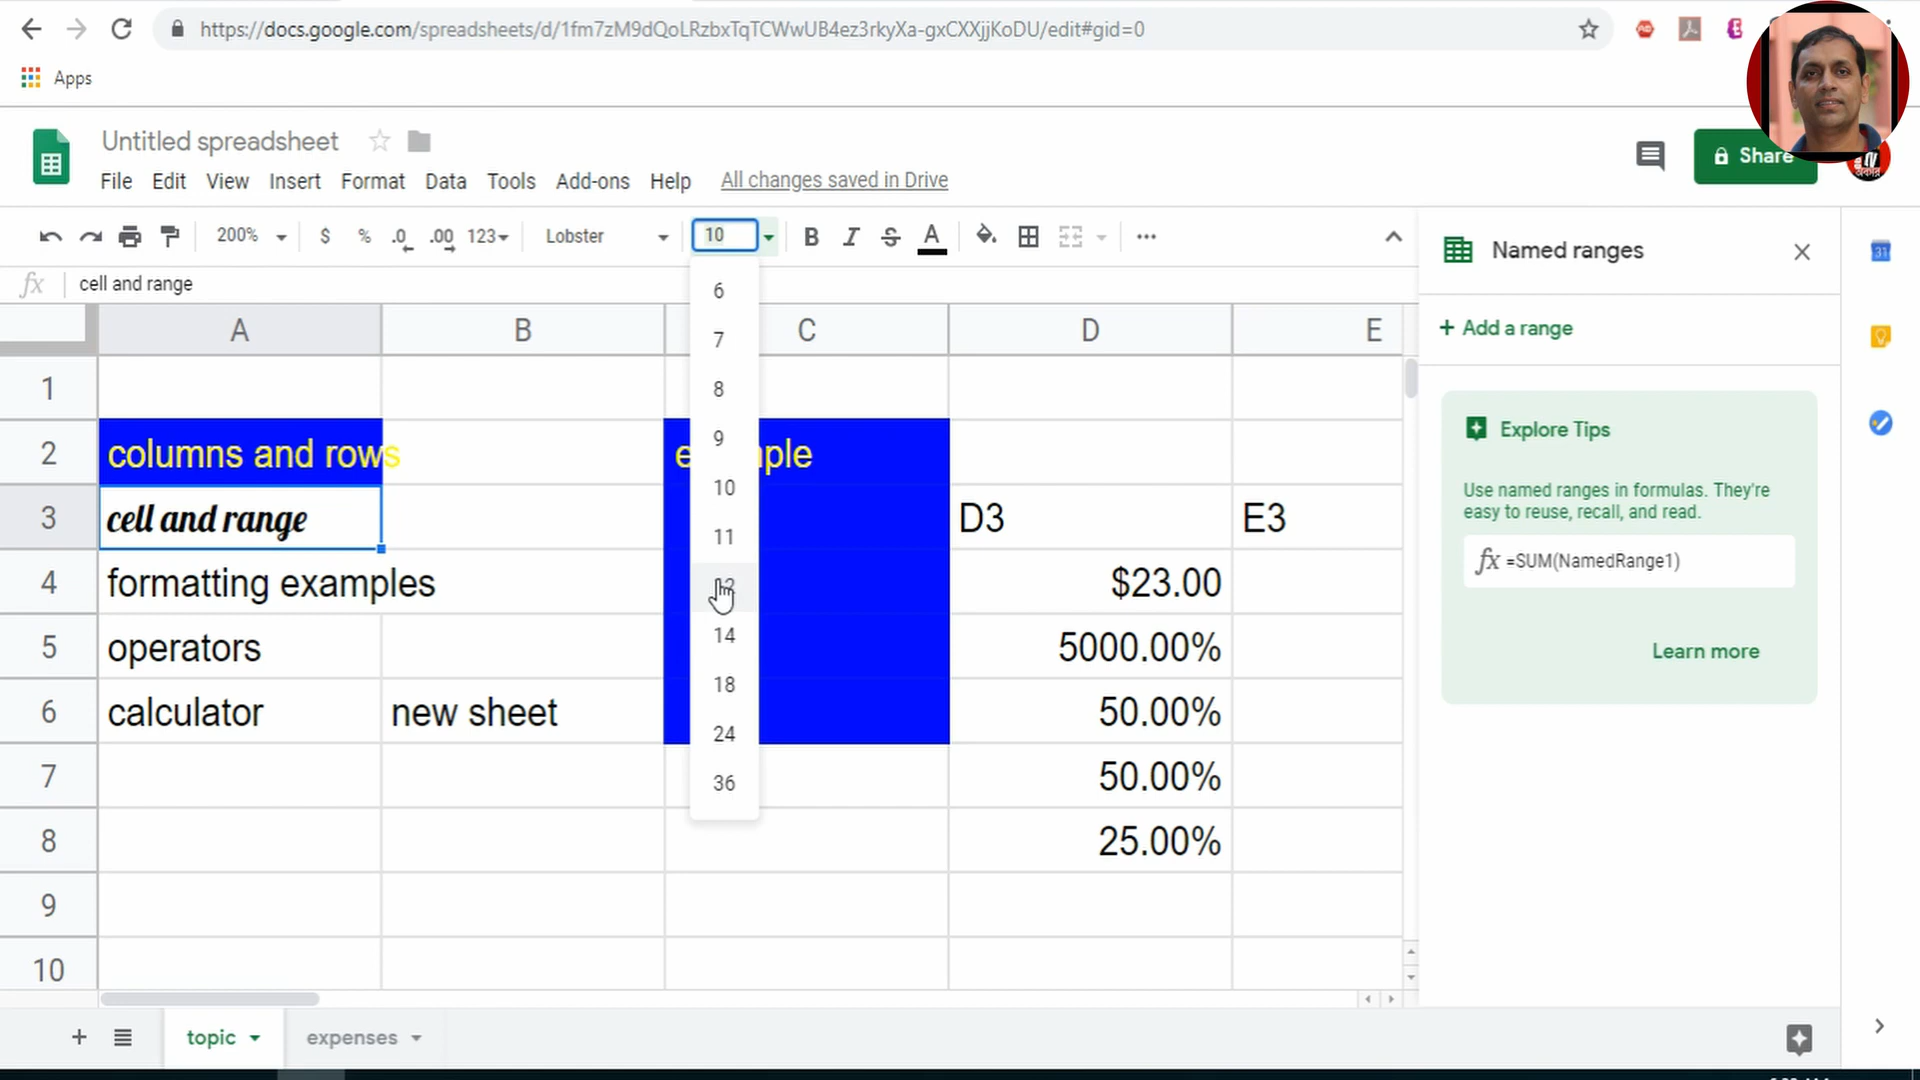 https://docs.google.com/spreadsheets/d/1fm7zM9dQoLRzbxTqTCWwUB4ez3rkyXa-gxCXXjjKoDU/edit#gid=0
Apps
Untitled spreadsheet
Share
File Edit View Insert Format Data Tools Add-ons Help All changes saved in Drive
200% $ % .0 .00 123 Lobster 10 B I S A
fx cell and range
A B C D E
1
2 columns and rows
3 cell and range D3 E3
4 formatting examples $23.00
5 operators 5000.00%
6 calculator new sheet 50.00%
7 50.00%
8 25.00%
9
10
6
7
8
9
10
11
14
18
24
36
Named ranges
+ Add a range
Explore Tips
Use named ranges in formulas. They're
easy to reuse, recall, and read.
fx =SUM(NamedRange1)
Learn more
31
topic expenses